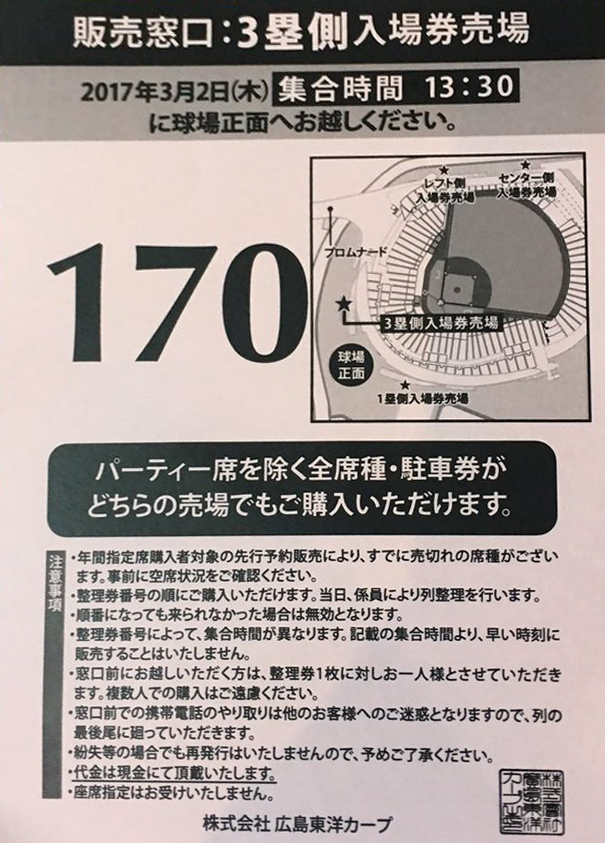 販売窓口：3塁側入場券売場
2017年3月2日(木) 集合時間 13：30
に球場正面へお越しください。
170
レフト側
入場券売場
センター側
入場券売場
プロムナード
3
3塁側入場券売場
球場
正面
1塁側入場券売場
パーティー席を除く全席種・駐車券が
どちらの売場でもご購入いただけます。
注意事項
・年間指定席購入者対象の先行予約販売により、すでに売切れの席種がござい
ます。事前に空席状況をご確認ください。
・整理券番号の順にご購入いただけます。当日、係員により列整理を行います。
・順番になっても来られなかった場合は無効となります。
・整理券番号によって、集合時間が異なります。記載の集合時間より、早い時刻に
販売することはいたしません。
・窓口前にお越しいただく方は、整理券1枚に対しお一人様とさせていただき
ます。複数人での購入はご遠慮ください。
・窓口前での携帯電話のやり取りは他のお客様へのご迷惑となりますので、列の
最後尾に廻っていただきます。
・紛失等の場合でも再発行はいたしませんので、予めご了承ください。
・代金は現金にて頂戴いたします。
・座席指定はお受けいたしません。
株式会社 広島東洋カープ